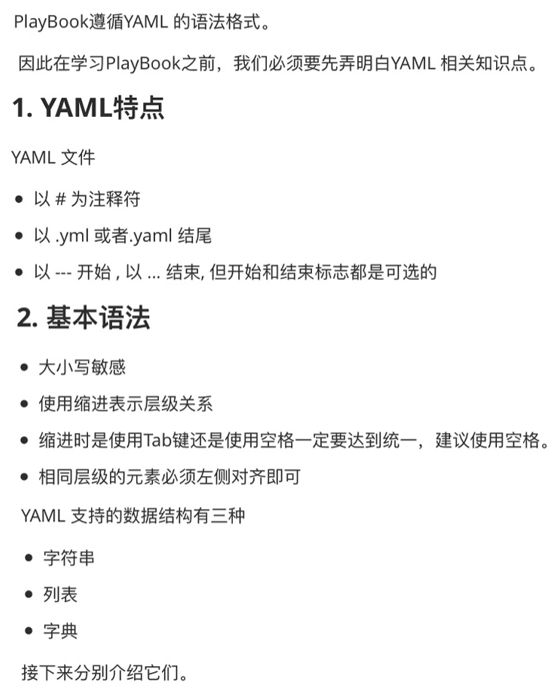 PlayBook遵循YAML 的语法格式。
因此在学习PlayBook之前，我们必须要先弄明白YAML 相关知识点。
1. YAML特点
YAML 文件
• 以 # 为注释符
• 以 .yml 或者.yaml 结尾
• 以 --- 开始 , 以 ... 结束, 但开始和结束标志都是可选的
2. 基本语法
• 大小写敏感
• 使用缩进表示层级关系
• 缩进时是使用Tab键还是使用空格一定要达到统一，建议使用空格。
• 相同层级的元素必须左侧对齐即可
YAML 支持的数据结构有三种
• 字符串
• 列表
• 字典
接下来分别介绍它们。